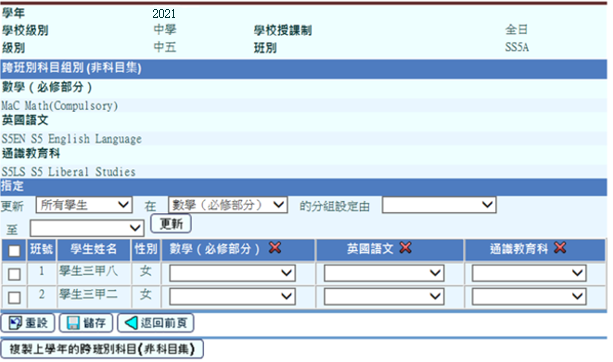 學年 2021
學校級別 中學 學校授課制 全日
級別 中五 班別 SS5A
跨班別科目組別 (非科目集)
數學（必修部分）
MaC Math(Compulsory)
英國語文
S5EN S5 English Language
通識教育科
S5LS S5 Liberal Studies
指定
更新 所有學生 在 數學（必修部分） 的分組設定由
至 更新
班號 學生姓名 性別 數學（必修部分） 英國語文 通識教育科
1 學生三甲八 女
2 學生三甲二 女
重設 儲存 返回前頁
複製上學年的跨班別科目(非科目集)